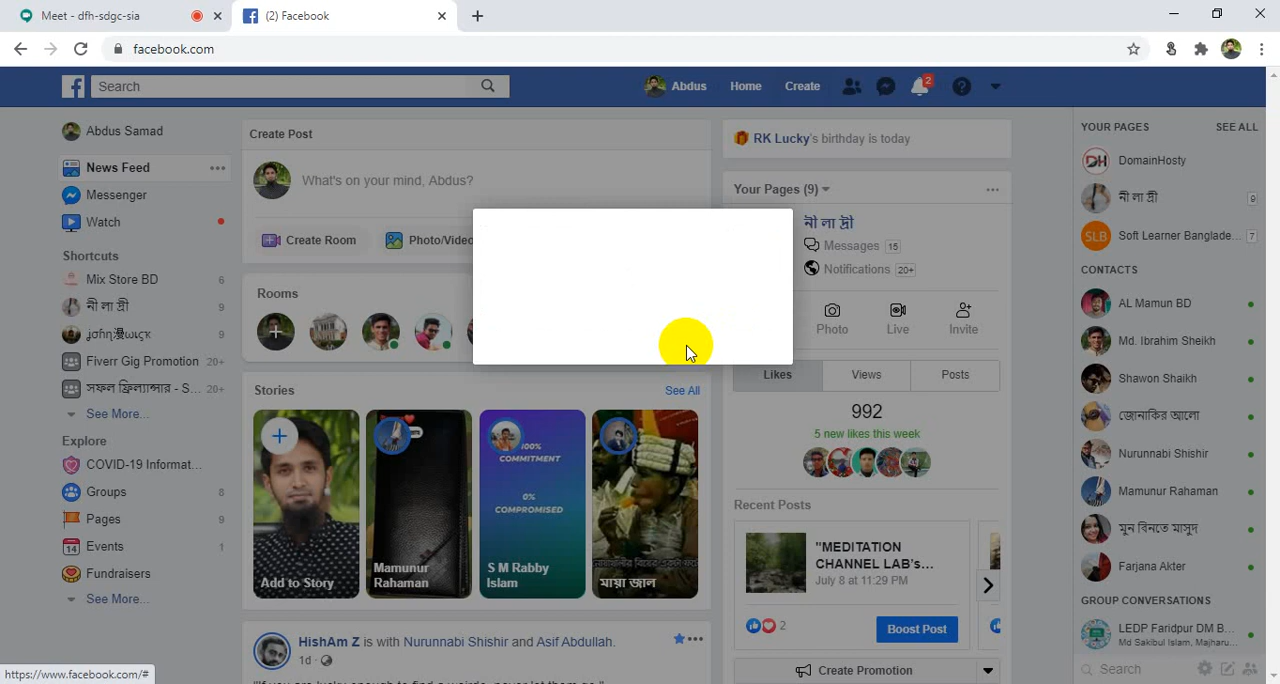 Meet - dfh-sdgc-sia
(2) Facebook
facebook.com
Search
Abdus
Home
Create
2
Abdus Samad
News Feed
Messenger
Watch
Shortcuts
Mix Store BD 6
নী লা দ্রী 9
9
Fiverr Gig Promotion 20+
সফল ফ্রিল্যান্সার - S... 20+
See More...
Explore
COVID-19 Informat...
Groups 8
Pages 9
Events 1
Fundraisers
See More...
https://www.facebook.com/#
Create Post
What's on your mind, Abdus?
Create Room
Photo/Video
Rooms
Stories
See All
Add to Story
Mamunur
Rahaman
100%
COMMITMENT
0%
COMPROMISED
S M Rabby
Islam
মায়া জাল
HishAm Z is with Nurunnabi Shishir and Asif Abdullah.
1d
RK Lucky's birthday is today
Your Pages (9)
নী লা দ্রী
Messages 15
Notifications 20+
Photo
Live
Invite
Likes
Views
Posts
992
5 new likes this week
Recent Posts
"MEDITATION
CHANNEL LAB's...
July 8 at 11:29 PM
2
Boost Post
Create Promotion
YOUR PAGES SEE ALL
DH
DomainHosty
নী লা দ্রী 9
SLB
Soft Learner Banglade... 7
CONTACTS
AL Mamun BD
Md. Ibrahim Sheikh
Shawon Shaikh
জোনাকির আলো
Nurunnabi Shishir
Mamunur Rahaman
মুন বিনতে মাসুদ
Farjana Akter
GROUP CONVERSATIONS
LEDP Faridpur DM B...
Md Sakibul Islam, Majharu...
Search